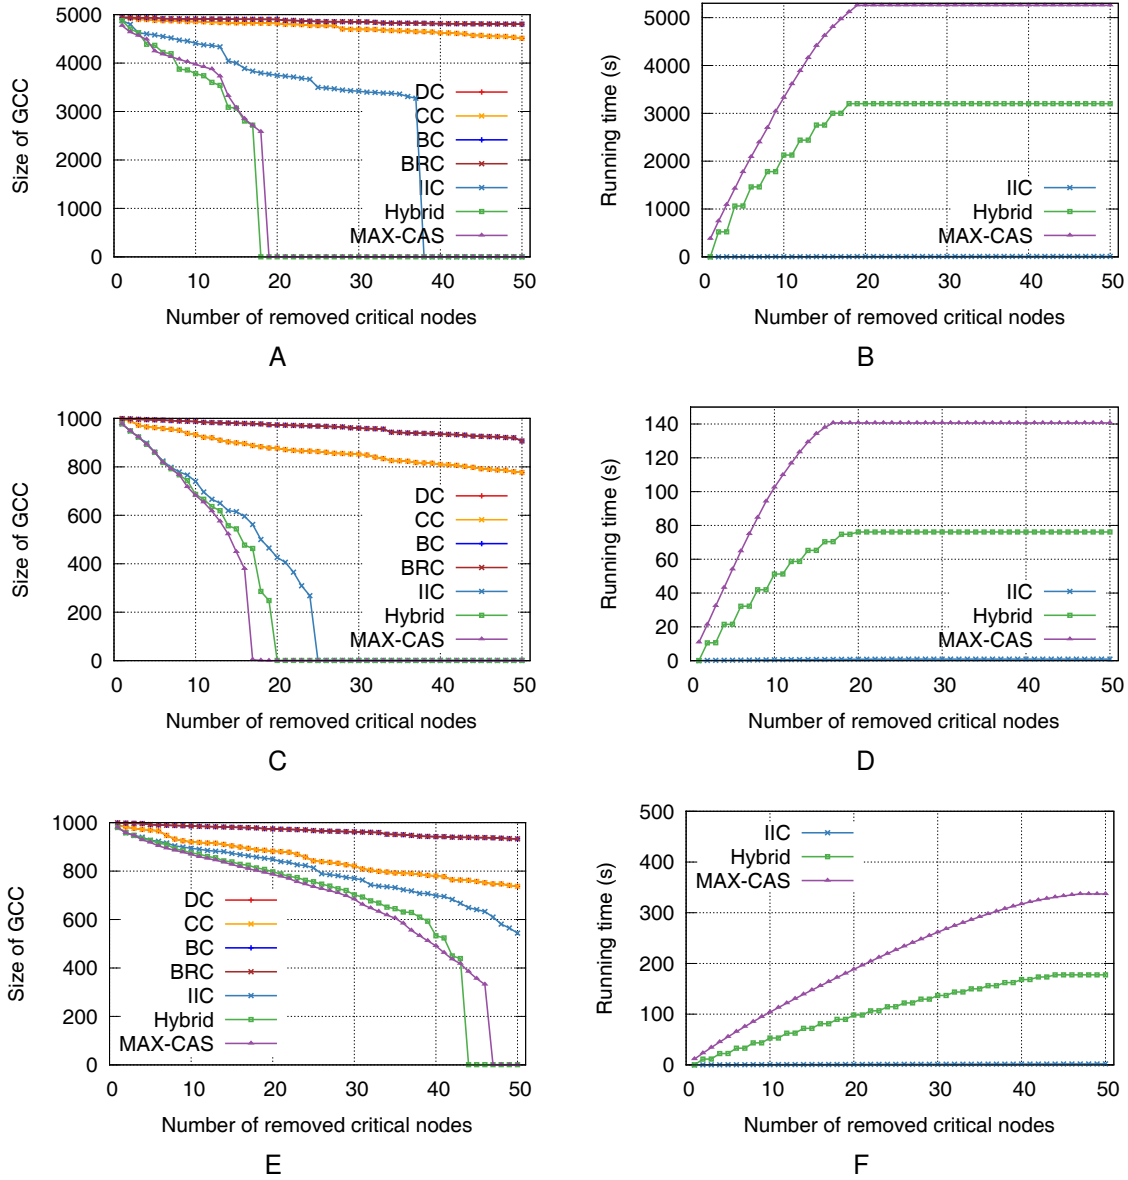 5000
4000
3000
2000
1000
0
Size of GCC
DC
CC
BC
BRC
IIC
Hybrid
MAX-CAS
0 10 20 30 40 50
Number of removed critical nodes
A
5000
4000
3000
2000
1000
0
Running time (s)
IIC
Hybrid
MAX-CAS
0 10 20 30 40 50
Number of removed critical nodes
B
1000
800
600
400
200
0
Size of GCC
DC
CC
BC
BRC
IIC
Hybrid
MAX-CAS
0 10 20 30 40 50
Number of removed critical nodes
C
140
120
100
80
60
40
20
0
Running time (s)
IIC
Hybrid
MAX-CAS
0 10 20 30 40 50
Number of removed critical nodes
D
1000
800
600
400
200
0
Size of GCC
DC
CC
BC
BRC
IIC
Hybrid
MAX-CAS
0 10 20 30 40 50
Number of removed critical nodes
E
500
400
300
200
100
0
Running time (s)
IIC
Hybrid
MAX-CAS
0 10 20 30 40 50
Number of removed critical nodes
F